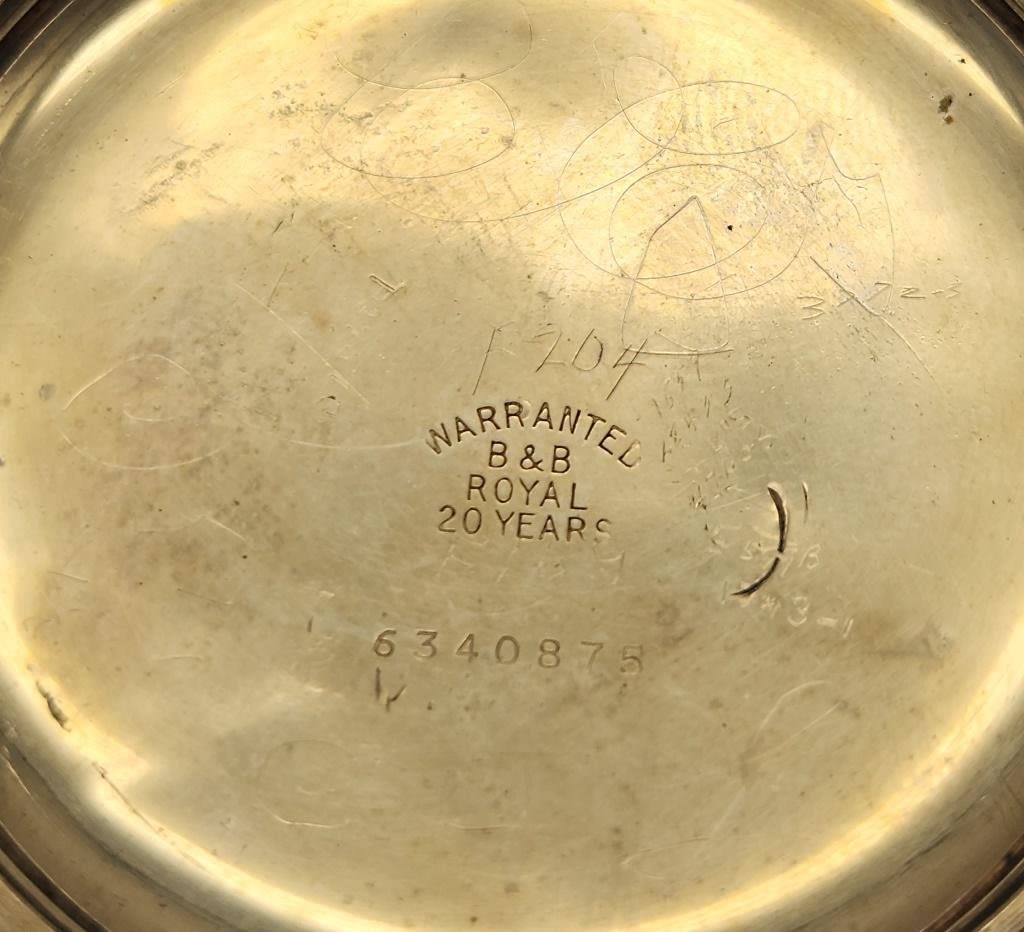 F204
WARRANTED
B & B
ROYAL
20 YEARS
6340875